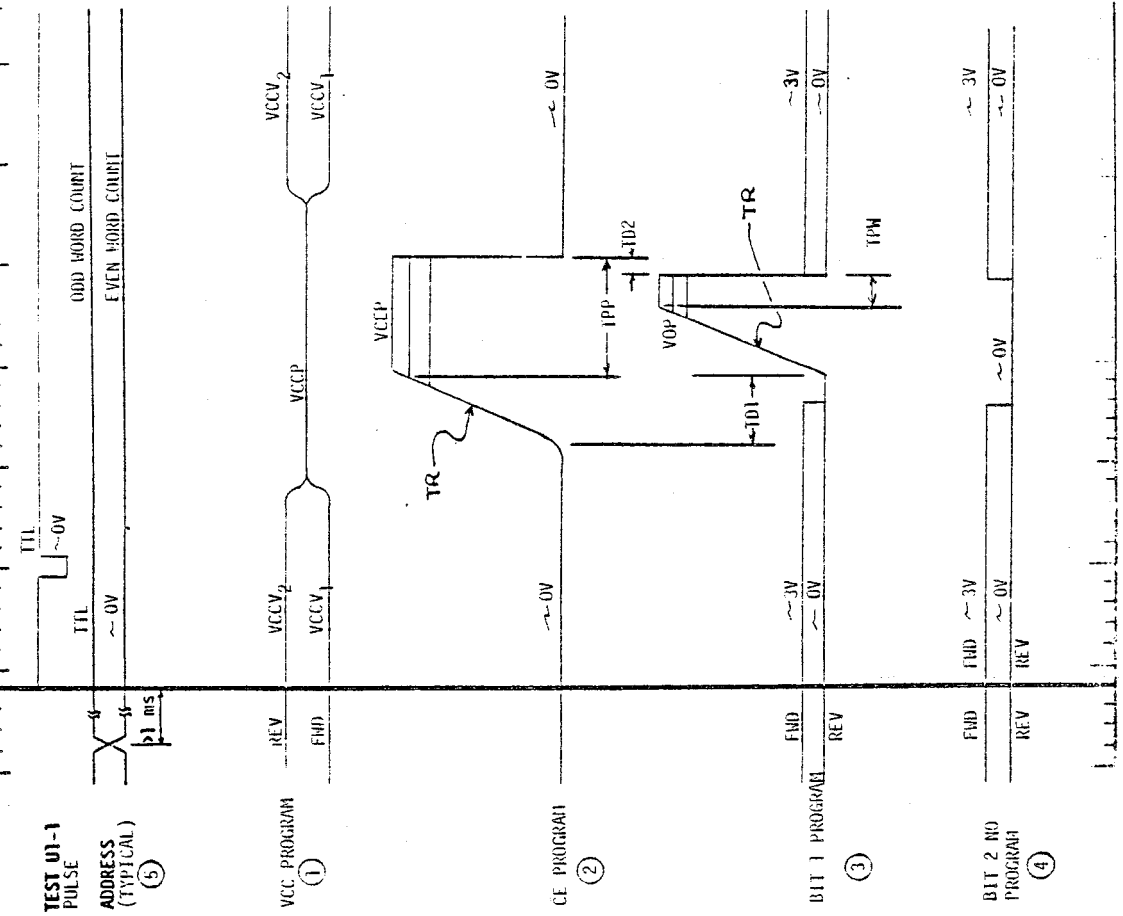 TEST U1-1
PULSE
TTL
~0V
ADDRESS
(TYPICAL)
5
>1 ms
TTL
~0V
ODD WORD COUNT
EVEN WORD COUNT
VCC PROGRAM
1
REV
FWD
VCCV2
VCCV1
VCCP
VCCV2
VCCV1
CE PROGRAM
2
~0V
TR
VCCP
~0V
TPP
TD2
BIT 1 PROGRAM
3
FWD
REV
~3V
~0V
TD1
VOP
TR
TPW
~3V
~0V
BIT 2 NO
PROGRAM
4
FWD
REV
FWD ~3V
~0V
REV
~0V
~3V
~0V